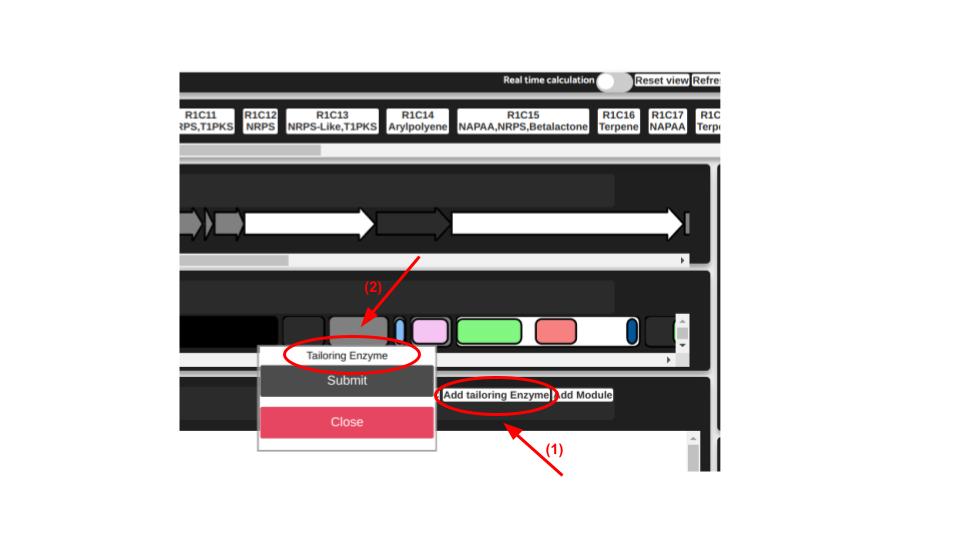 Real time calculation Reset view Refre
R1C11 R1C12 R1C13 R1C14 R1C15 R1C16 R1C17 R1C
RPS,T1PKS NRPS NRPS-Like,T1PKS Arylpolyene NAPAA,NRPS,Betalactone Terpene NAPAA Terp
(2)
Tailoring Enzyme
Submit
Add tailoring Enzyme Add Module
Close
(1)